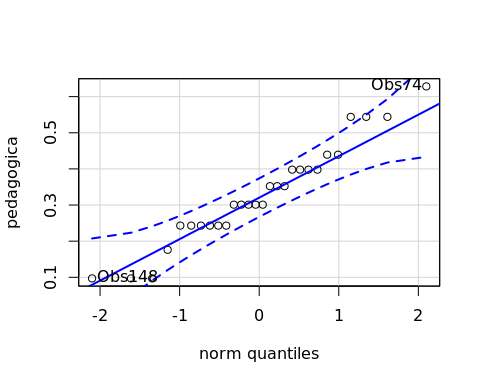 Obs74
Obs148
pedagogica
0.1 0.3 0.5
-2 -1 0 1 2
norm quantiles